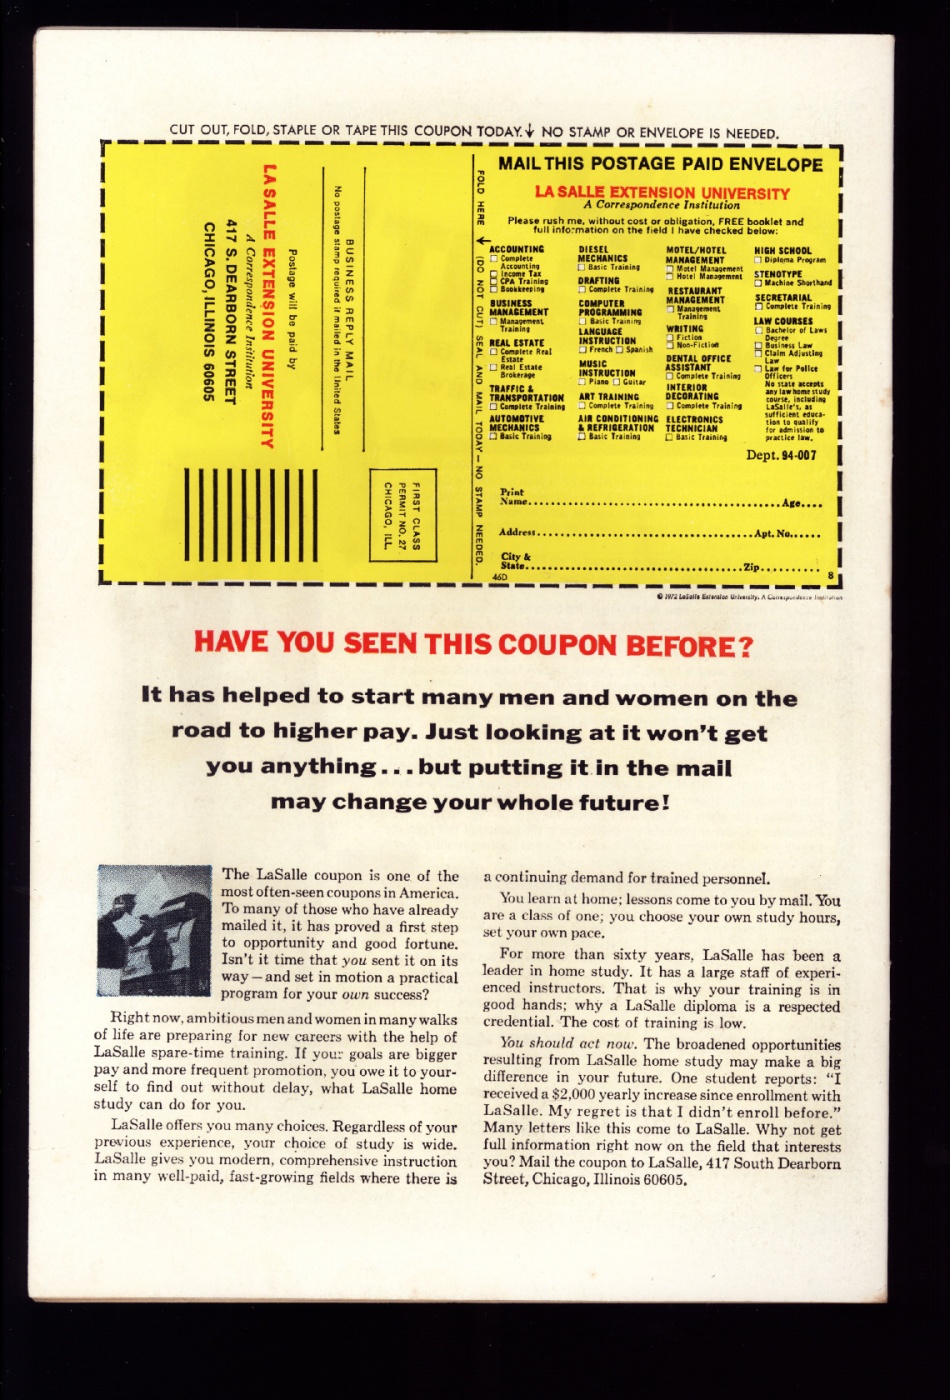 CUT OUT, FOLD, STAPLE OR TAPE THIS COUPON TODAY. ↓ NO STAMP OR ENVELOPE IS NEEDED.
LA SALLE EXTENSION UNIVERSITY
A Correspondence Institution
417 S. DEARBORN STREET
CHICAGO, ILLINOIS 60605
Postage will be paid by
BUSINESS REPLY MAIL
No postage stamp required if mailed in the United States
FIRST CLASS
PERMIT NO. 27
CHICAGO, ILL.
FOLD HERE ↓ (DO NOT CUT) SEAL AND MAIL TODAY — NO STAMP NEEDED.
MAIL THIS POSTAGE PAID ENVELOPE
LA SALLE EXTENSION UNIVERSITY
A Correspondence Institution
Please rush me, without cost or obligation, FREE booklet and
full information on the field I have checked below:
ACCOUNTING
☐ Complete
Accounting
☐ Income Tax
☐ CPA Training
☐ Bookkeeping
BUSINESS
MANAGEMENT
☐ Management
Training
REAL ESTATE
☐ Complete Real
Estate
☐ Real Estate
Brokerage
TRAFFIC &
TRANSPORTATION
☐ Complete Training
AUTOMOTIVE
MECHANICS
☐ Basic Training
DIESEL
MECHANICS
☐ Basic Training
DRAFTING
☐ Complete Training
COMPUTER
PROGRAMMING
☐ Basic Training
LANGUAGE
INSTRUCTION
☐ French ☐ Spanish
MUSIC
INSTRUCTION
☐ Piano ☐ Guitar
ART TRAINING
☐ Complete Training
AIR CONDITIONING
& REFRIGERATION
☐ Basic Training
MOTEL/HOTEL
MANAGEMENT
☐ Motel Management
☐ Hotel Management
RESTAURANT
MANAGEMENT
☐ Management
Training
WRITING
☐ Fiction
☐ Non-Fiction
DENTAL OFFICE
ASSISTANT
☐ Complete Training
INTERIOR
DECORATING
☐ Complete Training
ELECTRONICS
TECHNICIAN
☐ Basic Training
HIGH SCHOOL
☐ Diploma Program
STENOTYPE
☐ Machine Shorthand
SECRETARIAL
☐ Complete Training
LAW COURSES
☐ Bachelor of Laws
Degree
☐ Business Law
☐ Claim Adjusting
Law
☐ Law for Police
Officers
No state accepts
any law home study
course, including
LaSalle's, as
sufficient educa-
tion to qualify
for admission to
practice law.
Dept. 94-007
Print
Name..........Age....
Address..........Apt. No......
City &
State..........Zip..........
46D 8
© 1972 LaSalle Extension University, A Correspondence Institution
HAVE YOU SEEN THIS COUPON BEFORE?
It has helped to start many men and women on the
road to higher pay. Just looking at it won't get
you anything... but putting it in the mail
may change your whole future!
The LaSalle coupon is one of the
most often-seen coupons in America.
To many of those who have already
mailed it, it has proved a first step
to opportunity and good fortune.
Isn't it time that you sent it on its
way — and set in motion a practical
program for your own success?
Right now, ambitious men and women in many walks
of life are preparing for new careers with the help of
LaSalle spare-time training. If your goals are bigger
pay and more frequent promotion, you owe it to your-
self to find out without delay, what LaSalle home
study can do for you.
LaSalle offers you many choices. Regardless of your
previous experience, your choice of study is wide.
LaSalle gives you modern, comprehensive instruction
in many well-paid, fast-growing fields where there is
a continuing demand for trained personnel.
You learn at home; lessons come to you by mail. You
are a class of one; you choose your own study hours,
set your own pace.
For more than sixty years, LaSalle has been a
leader in home study. It has a large staff of experi-
enced instructors. That is why your training is in
good hands; why a LaSalle diploma is a respected
credential. The cost of training is low.
You should act now. The broadened opportunities
resulting from LaSalle home study may make a big
difference in your future. One student reports: "I
received a $2,000 yearly increase since enrollment with
LaSalle. My regret is that I didn't enroll before."
Many letters like this come to LaSalle. Why not get
full information right now on the field that interests
you? Mail the coupon to LaSalle, 417 South Dearborn
Street, Chicago, Illinois 60605.